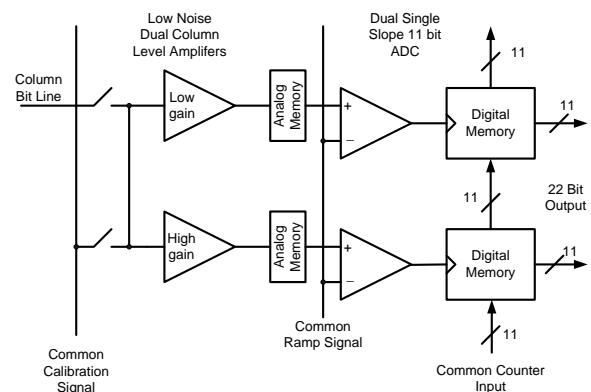 Low Noise
Dual Column
Level Amplifers
Dual Single
Slope 11 bit
ADC
11
Column
Bit Line
Low
gain
Analog
Memory
+
−
Digital
Memory
11
11
22 Bit
Output
High
gain
Analog
Memory
+
−
Digital
Memory
11
11
Common
Calibration
Signal
Common
Ramp Signal
Common Counter
Input